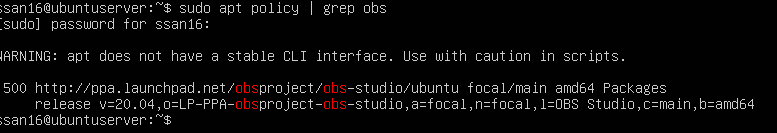 ssan16@ubuntuserver:~$ sudo apt policy | grep obs
[sudo] password for ssan16:
WARNING: apt does not have a stable CLI interface. Use with caution in scripts.
500 http://ppa.launchpad.net/obsproject/obs-studio/ubuntu focal/main amd64 Packages
release v=20.04,o=LP-PPA-obsproject-obs-studio,a=focal,n=focal,l=OBS Studio,c=main,b=amd64
ssan16@ubuntuserver:~$